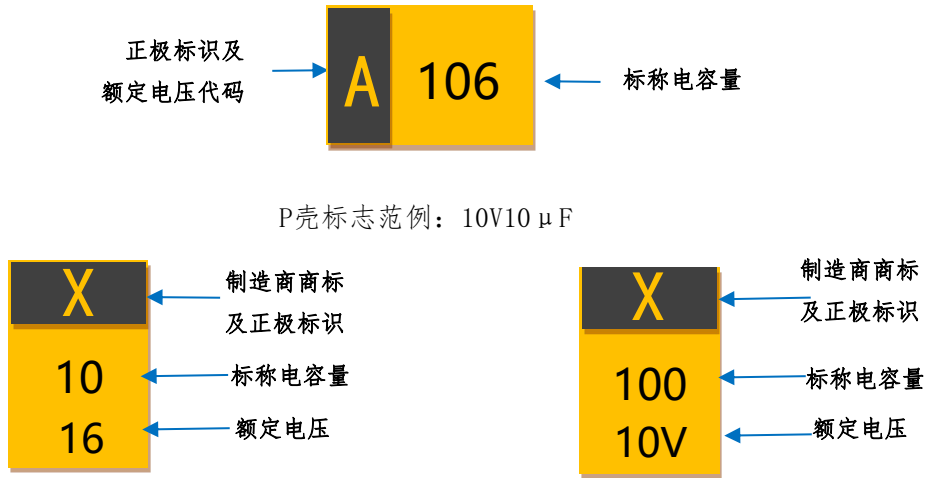 正极标识及
额定电压代码
A
106
标称电容量
P壳标志范例：10V10μF
X
制造商商标
及正极标识
10
标称电容量
16
额定电压
X
制造商商标
及正极标识
100
标称电容量
10V
额定电压